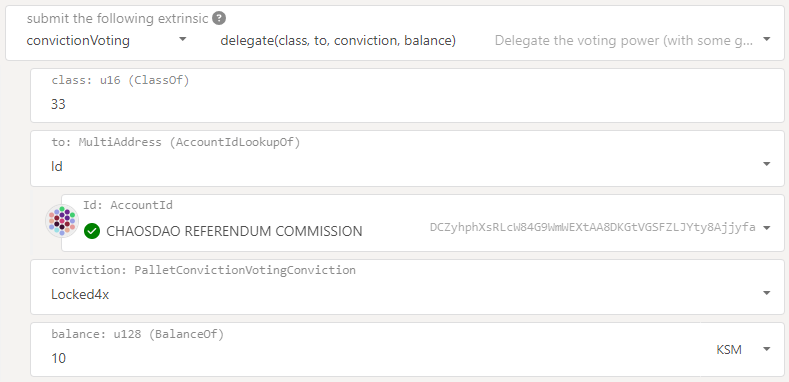 submit the following extrinsic ?
convictionVoting delegate(class, to, conviction, balance) Delegate the voting power (with some g...
class: u16 (ClassOf)
33
to: MultiAddress (AccountIdLookupOf)
Id
Id: AccountId
CHAOSDAO REFERENDUM COMMISSION DCZyhphXsRLcW84G9WmWEXtAA8DKGtVGSFZLJYty8Ajjyfa
conviction: PalletConvictionVotingConviction
Locked4x
balance: u128 (BalanceOf)
10 KSM